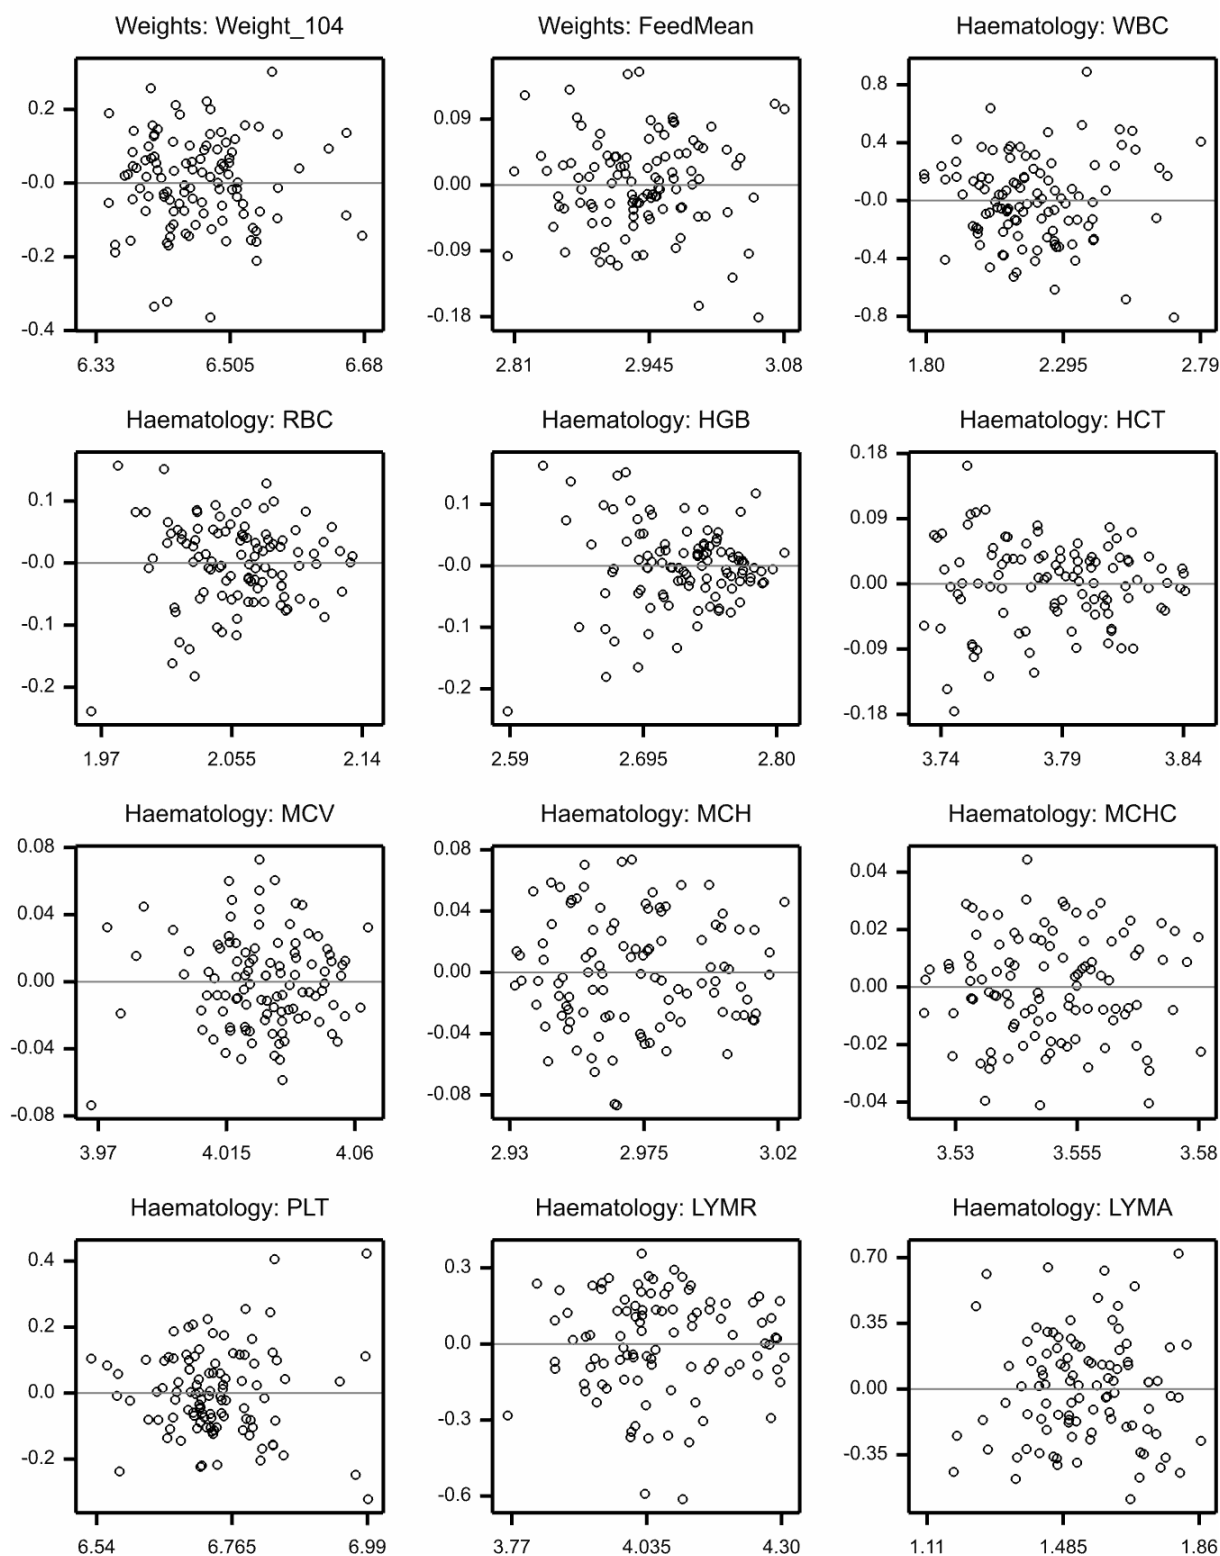 Weights: Weight_104 Weights: FeedMean Haematology: WBC
0.2 0.09 0.8
-0.0 0.00 0.4
-0.2 -0.09 -0.0
-0.4 -0.18 -0.4
-0.8
6.33 6.505 6.68 2.81 2.945 3.08 1.80 2.295 2.79
Haematology: RBC Haematology: HGB Haematology: HCT
0.1 0.1 0.18
-0.0 -0.0 0.09
-0.1 -0.1 0.00
-0.2 -0.2 -0.09
-0.18
1.97 2.055 2.14 2.59 2.695 2.80 3.74 3.79 3.84
Haematology: MCV Haematology: MCH Haematology: MCHC
0.08 0.08 0.04
0.04 0.04 0.02
0.00 0.00 0.00
-0.04 -0.04 -0.02
-0.08 -0.08 -0.04
3.97 4.015 4.06 2.93 2.975 3.02 3.53 3.555 3.58
Haematology: PLT Haematology: LYMR Haematology: LYMA
0.4 0.3 0.70
0.2 0.0 0.35
0.0 -0.3 0.00
-0.2 -0.6 -0.35
6.54 6.765 6.99 3.77 4.035 4.30 1.11 1.485 1.86